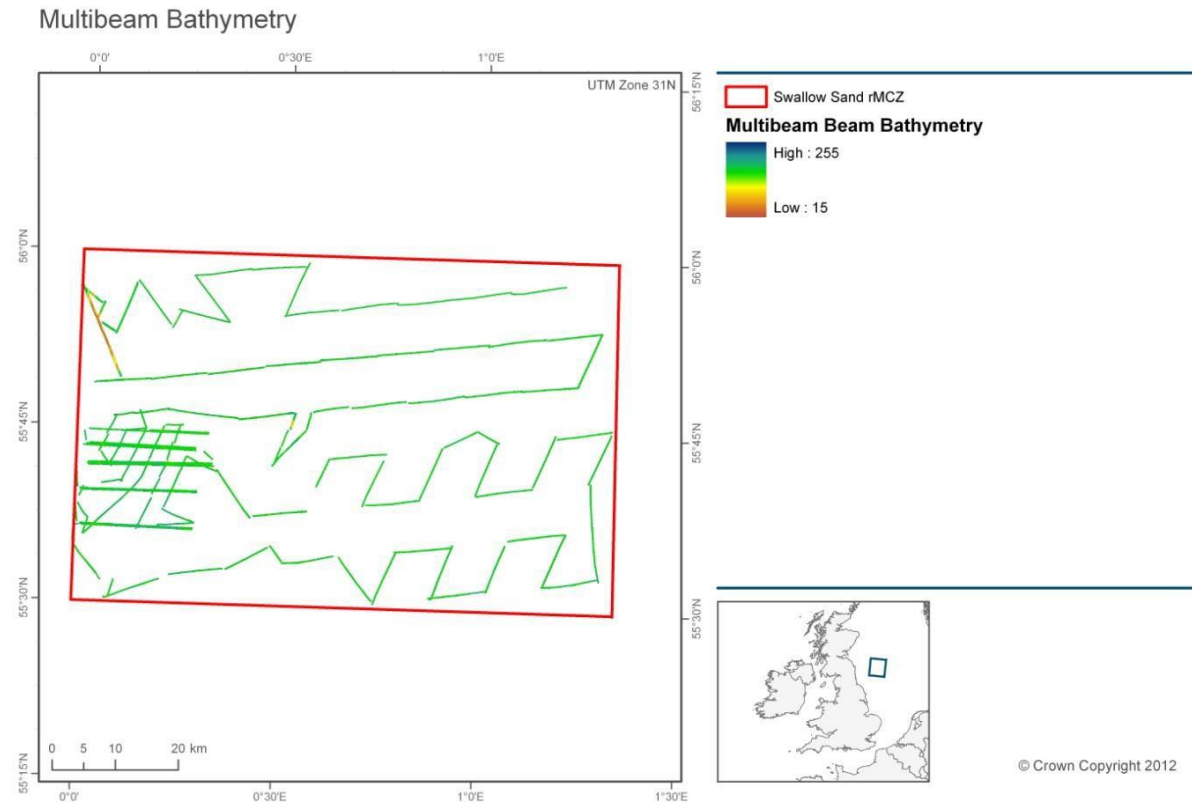 Multibeam Bathymetry
0°0'
0°30'E
1°0'E
UTM Zone 31N
56°15'N
56°0'N
56°0'N
55°45'N
55°45'N
55°30'N
55°30'N
55°15'N
0 5 10 20 km
0°0'
0°30'E
1°0'E
1°30'E
Swallow Sand rMCZ
Multibeam Beam Bathymetry
High : 255
Low : 15
© Crown Copyright 2012